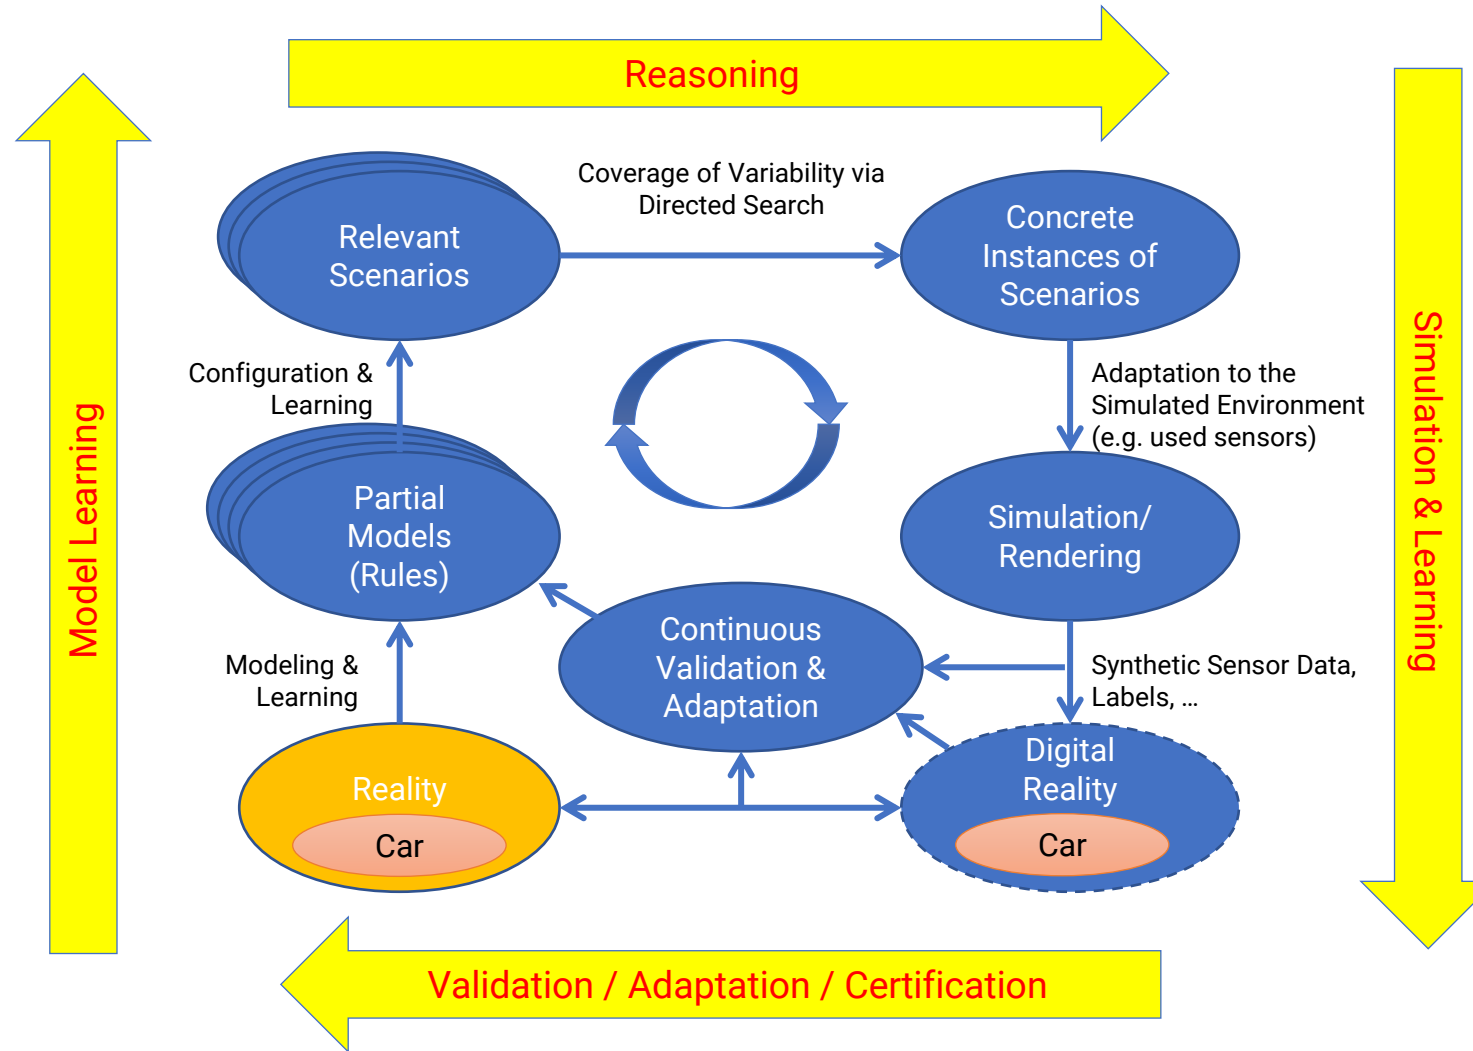 Reasoning
Coverage of Variability via
Directed Search
Relevant
Scenarios
Concrete
Instances of
Scenarios
Configuration &
Learning
Adaptation to the
Simulated Environment
(e.g. used sensors)
Model Learning
Simulation & Learning
Partial
Models
(Rules)
Simulation/
Rendering
Continuous
Validation &
Adaptation
Modeling &
Learning
Synthetic Sensor Data,
Labels, ...
Reality
Car
Digital
Reality
Car
Validation / Adaptation / Certification